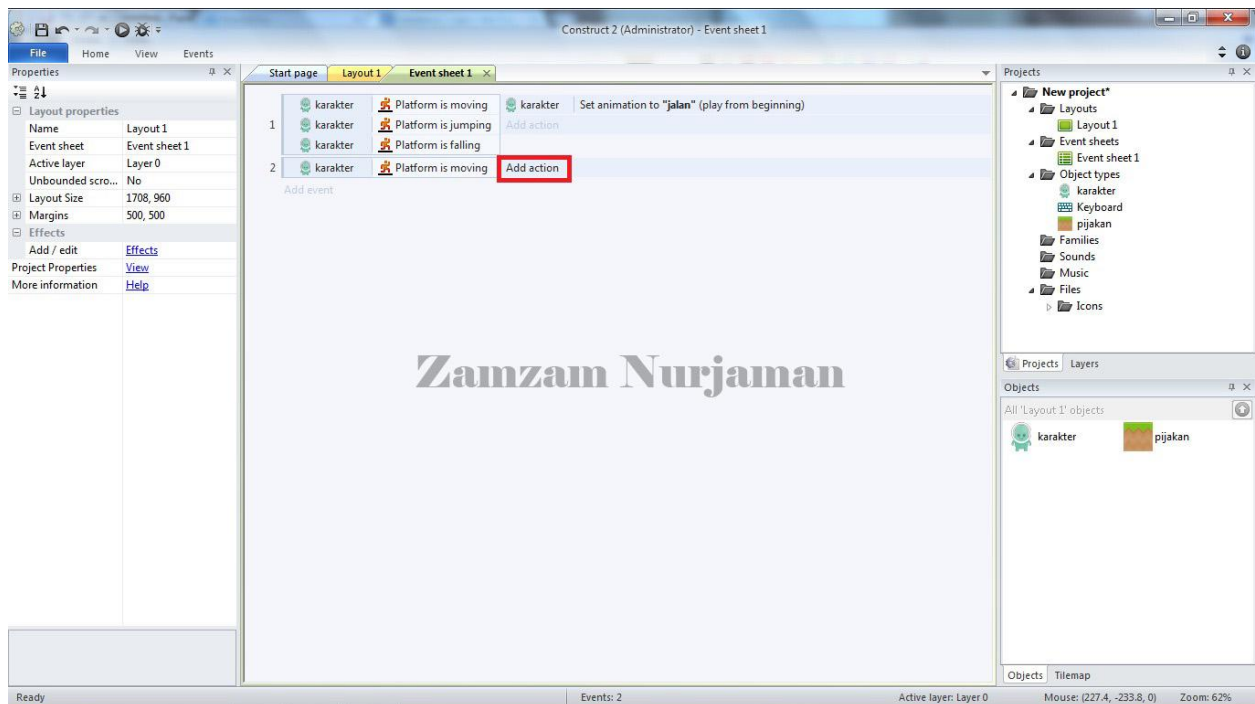 Construct 2 (Administrator) - Event sheet 1
File Home View Events
Properties
Layout properties
Name Layout 1
Event sheet Event sheet 1
Active layer Layer 0
Unbounded scro... No
Layout Size 1708, 960
Margins 500, 500
Effects
Add / edit Effects
Project Properties View
More information Help
Start page Layout 1 Event sheet 1
karakter Platform is moving karakter Set animation to "jalan" (play from beginning)
1 karakter Platform is jumping Add action
karakter Platform is falling
2 karakter Platform is moving Add action
Add event
Zamzam Nurjaman
Projects
New project*
Layouts
Layout 1
Event sheets
Event sheet 1
Object types
karakter
Keyboard
pijakan
Families
Sounds
Music
Files
Icons
Projects Layers
Objects
All 'Layout 1' objects
karakter pijakan
Objects Tilemap
Ready Events: 2 Active layer: Layer 0 Mouse: (227.4, -233.8, 0) Zoom: 62%